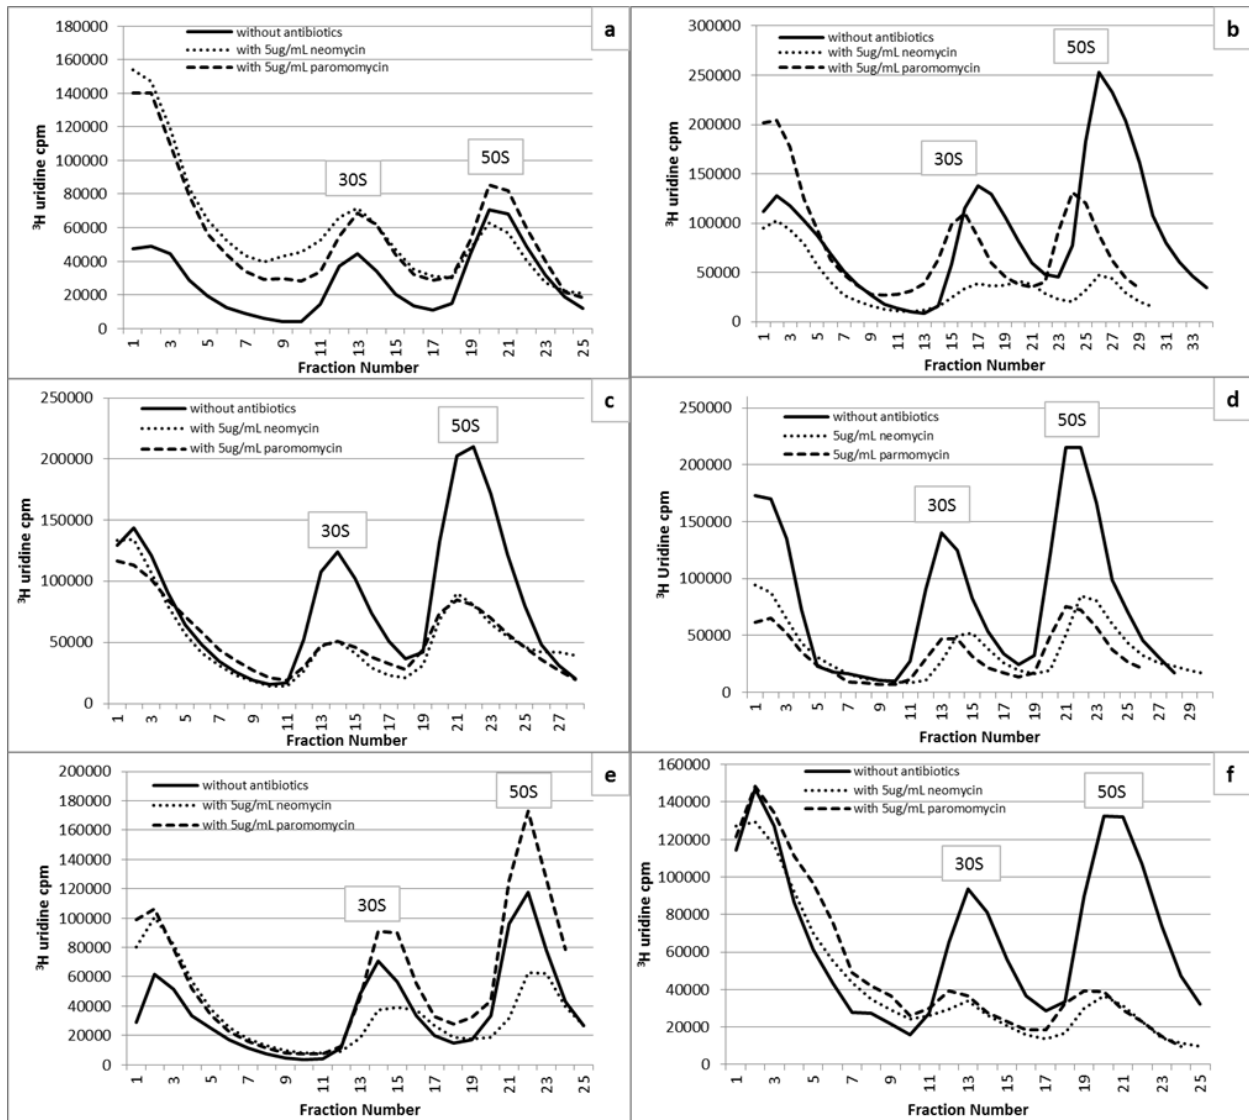 a
180000
160000
140000
120000
100000
80000
60000
40000
20000
0
³H uridine cpm
without antibiotics
with 5ug/mL neomycin
with 5ug/mL paromomycin
30S
50S
1 3 5 7 9 11 13 15 17 19 21 23 25
Fraction Number
b
300000
250000
200000
150000
100000
50000
0
³H uridine cpm
without antibiotics
with 5ug/mL neomycin
with 5ug/mL paromomycin
30S
50S
1 3 5 7 9 11 13 15 17 19 21 23 25 27 29 31 33
Fraction Number
c
250000
200000
150000
100000
50000
0
³H uridine cpm
without antibiotics
with 5ug/mL neomycin
with 5ug/mL paromomycin
30S
50S
1 3 5 7 9 11 13 15 17 19 21 23 25 27
Fraction Number
d
250000
200000
150000
100000
50000
0
³H Uridine cpm
without antibiotics
5ug/mL neomycin
5ug/mL parmomycin
30S
50S
1 3 5 7 9 11 13 15 17 19 21 23 25 27 29
Fraction Number
e
200000
180000
160000
140000
120000
100000
80000
60000
40000
20000
0
³H uridine cpm
without antibiotics
with 5ug/mL neomycin
with 5ug/mL paromomycin
30S
50S
1 3 5 7 9 11 13 15 17 19 21 23 25
Fraction Number
f
160000
140000
120000
100000
80000
60000
40000
20000
0
³H uridine cpm
without antibiotics
with 5ug/mL neomycin
with 5ug/mL paromomycin
30S
50S
1 3 5 7 9 11 13 15 17 19 21 23 25
Fraction Number